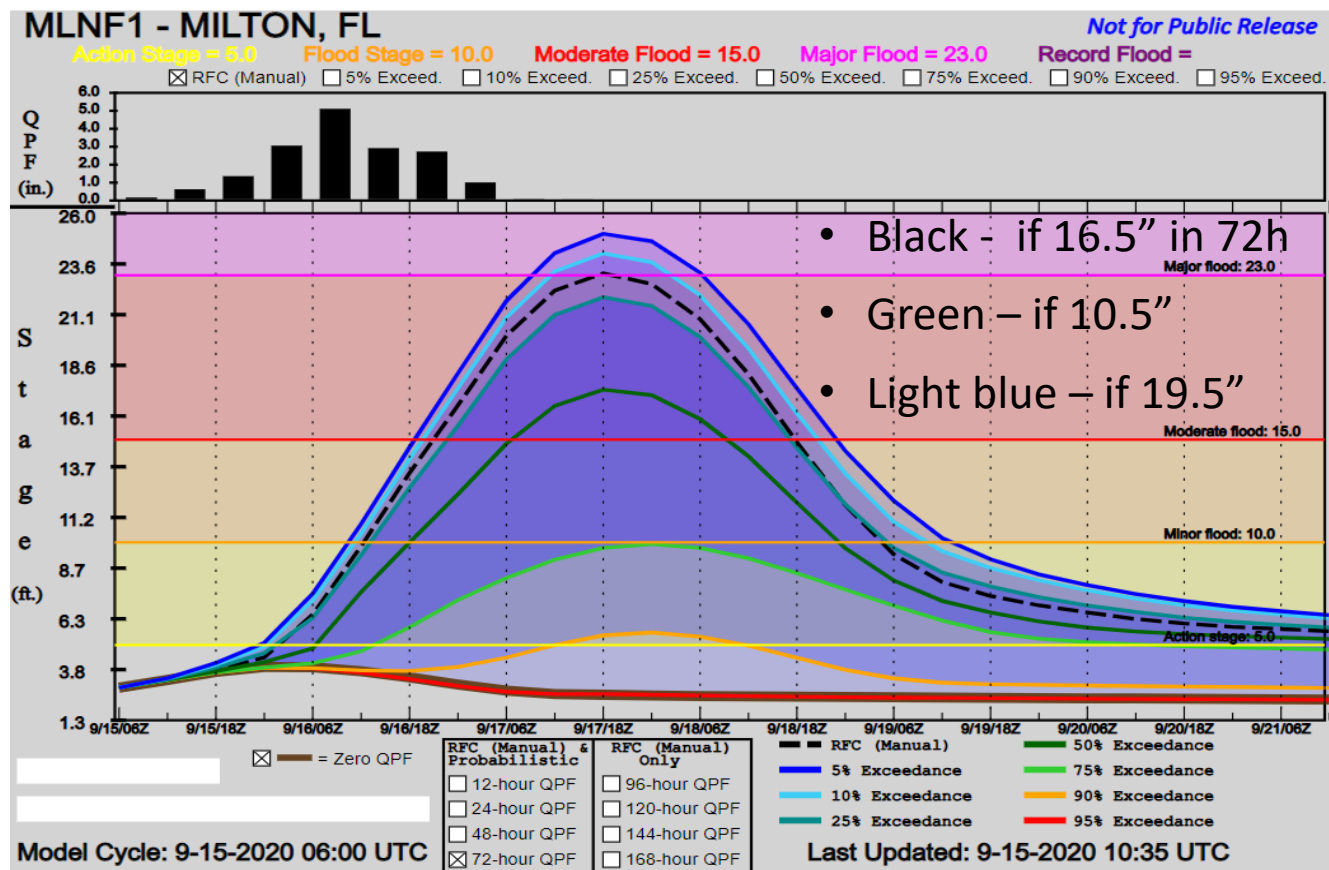 MLNF1 - MILTON, FL
Not for Public Release
Action Stage = 5.0 Flood Stage = 10.0 Moderate Flood = 15.0 Major Flood = 23.0 Record Flood =
RFC (Manual) 5% Exceed. 10% Exceed. 25% Exceed. 50% Exceed. 75% Exceed. 90% Exceed. 95% Exceed.
QPF (in.)
6.0
5.0
4.0
3.0
2.0
1.0
0.0
Stage (ft.)
26.0
23.6
21.1
18.6
16.1
13.7
11.2
8.7
6.3
3.8
1.3
• Black - if 16.5” in 72h
Major flood: 23.0
• Green – if 10.5”
• Light blue – if 19.5”
Moderate flood: 15.0
Minor flood: 10.0
Action stage: 5.0
9/15/06Z 9/15/18Z 9/16/06Z 9/16/18Z 9/17/06Z 9/17/18Z 9/18/06Z 9/18/18Z 9/19/06Z 9/19/18Z 9/20/06Z 9/20/18Z 9/21/06Z
= Zero QPF
RFC (Manual) &
Probabilistic
12-hour QPF
24-hour QPF
48-hour QPF
72-hour QPF
RFC (Manual)
Only
96-hour QPF
120-hour QPF
144-hour QPF
168-hour QPF
RFC (Manual)
5% Exceedance
10% Exceedance
25% Exceedance
50% Exceedance
75% Exceedance
90% Exceedance
95% Exceedance
Model Cycle: 9-15-2020 06:00 UTC
Last Updated: 9-15-2020 10:35 UTC